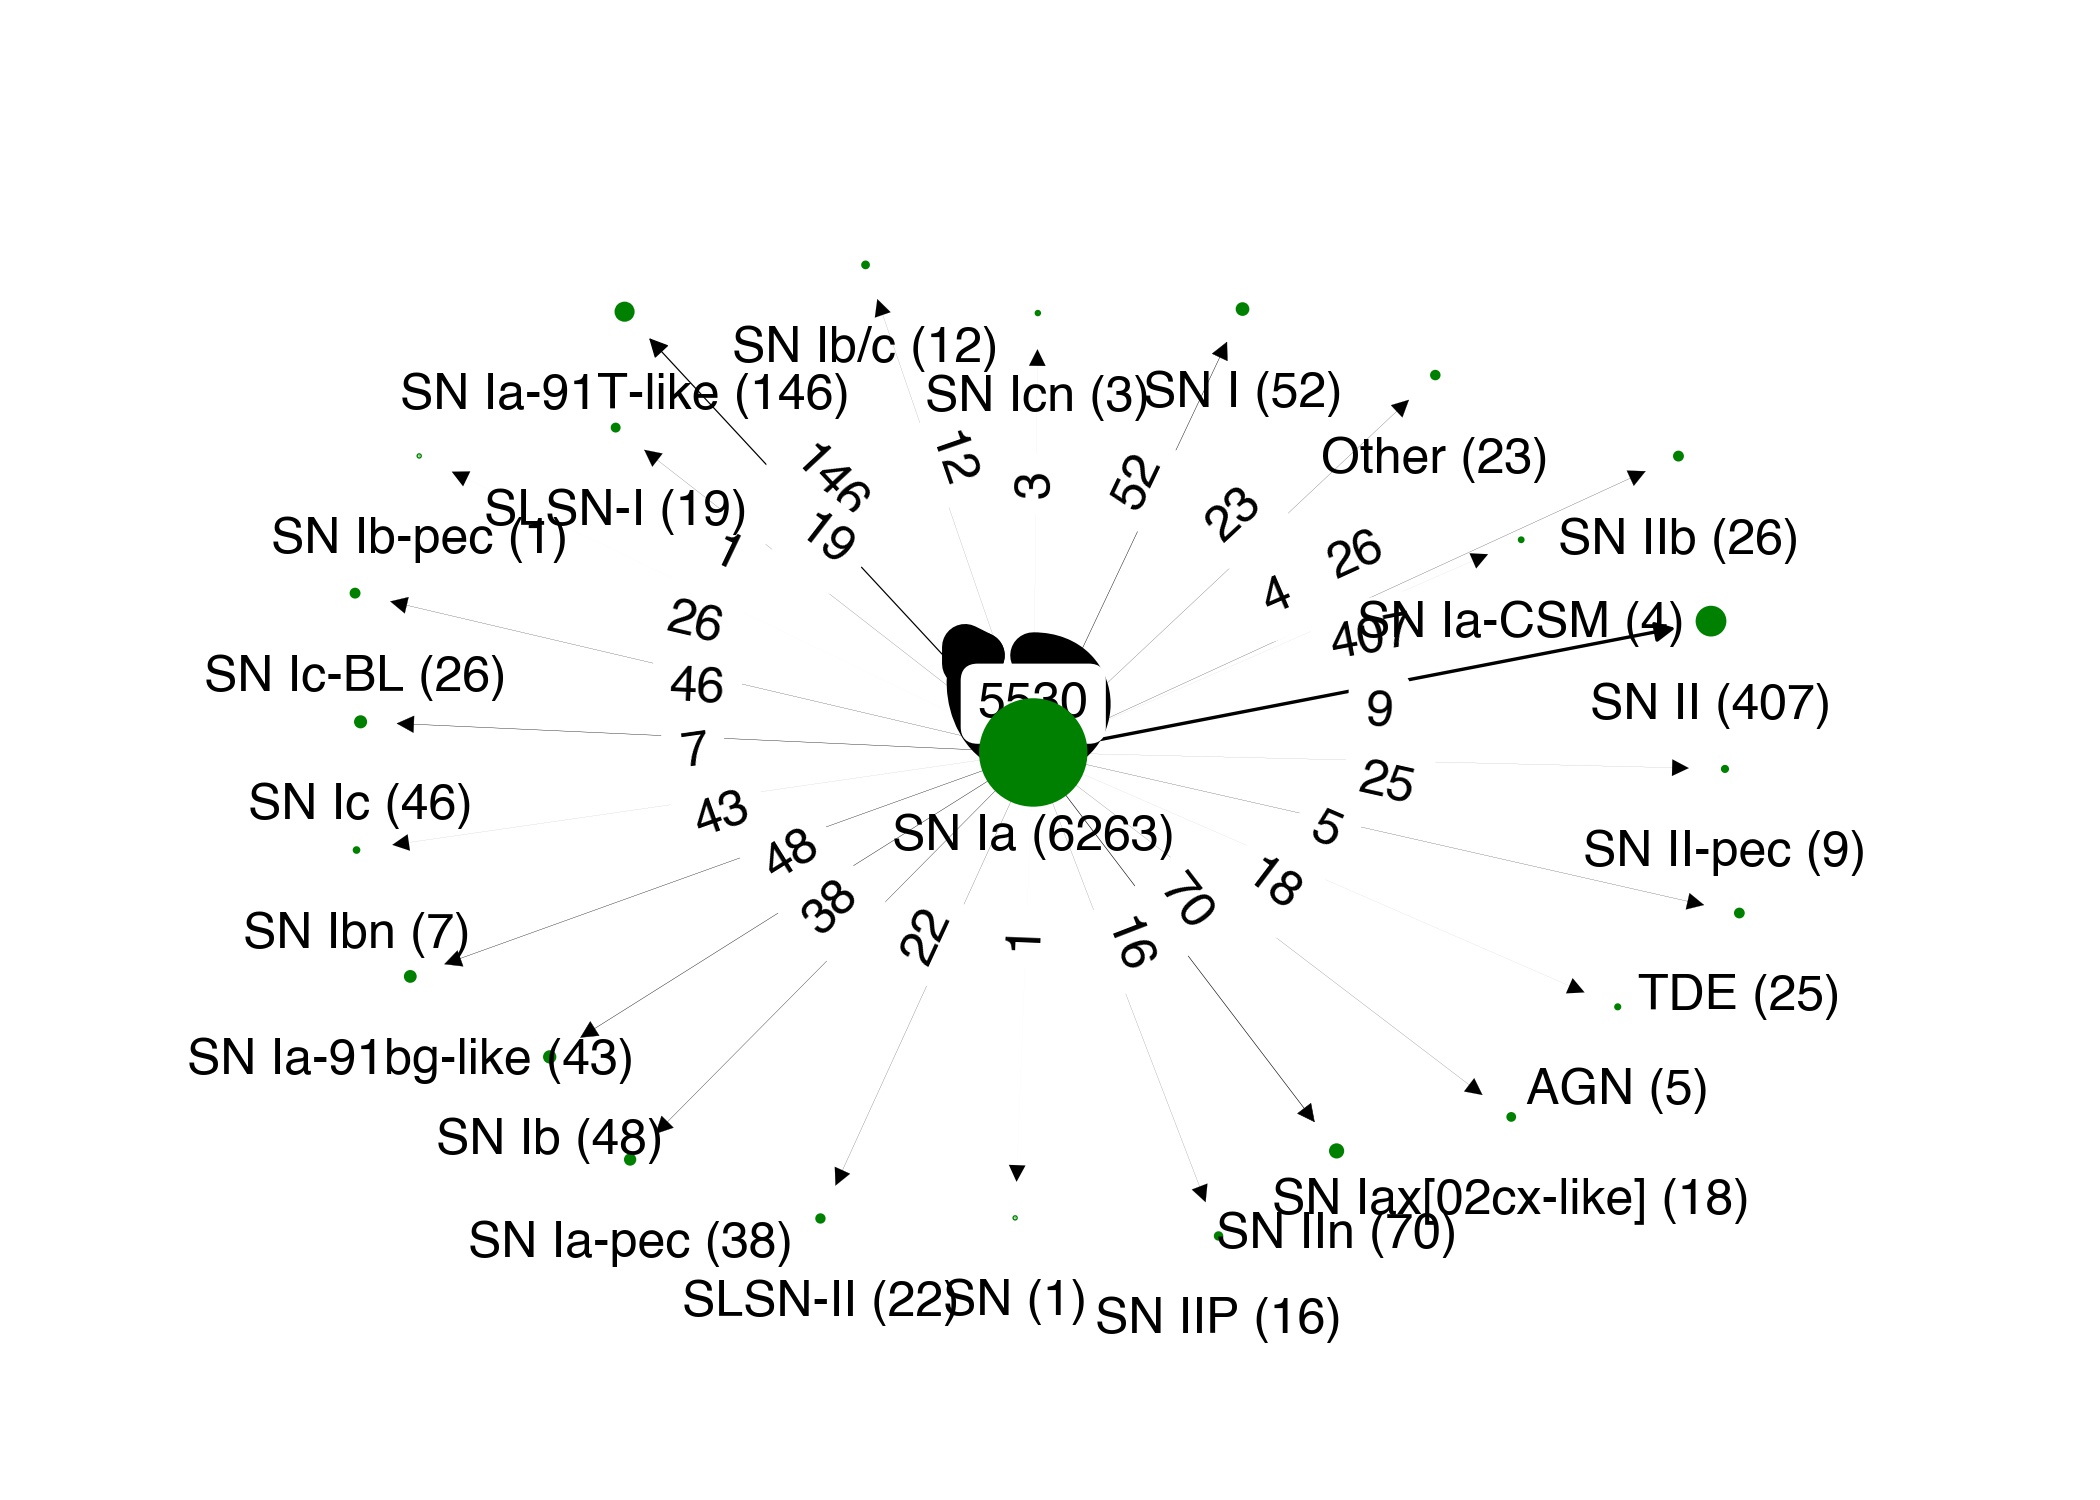 SN Ib/c (12)
SN Ia-91T-like (146)
SN Icn (3)
SN I (52)
Other (23)
146
12
3
52
23
SLSN-I (19)
SN Ib-pec (1)
1
19
26
4
SN IIb (26)
26
407
SN Ia-CSM (4)
SN Ic-BL (26)
46
5530
9
SN II (407)
7
25
SN Ic (46)
43
48
SN Ia (6263)
5
SN II-pec (9)
38
70
18
SN Ibn (7)
22
1
16
TDE (25)
SN Ia-91bg-like (43)
AGN (5)
SN Ib (48)
SN Iax[02cx-like] (18)
SN Ia-pec (38)
SN IIn (70)
SLSN-II (22)
SN (1)
SN IIP (16)